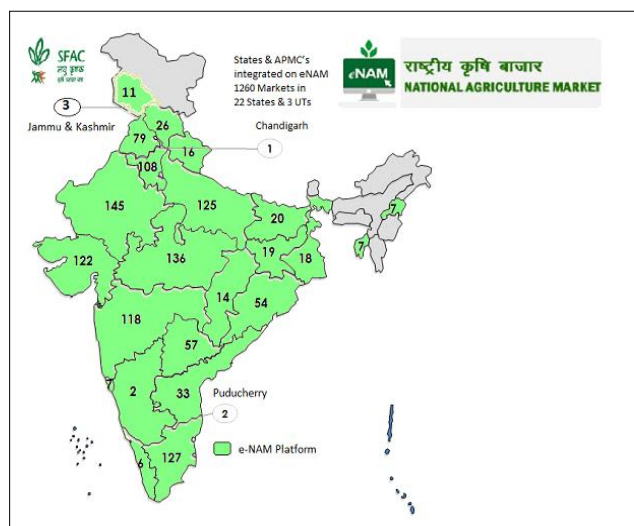 SFAC
लघु कृषक
कृषि व्यापार संघ
States & APMC's
integrated on eNAM
1260 Markets in
22 States & 3 UTs
eNAM
राष्ट्रीय कृषि बाजार
NATIONAL AGRICULTURE MARKET
11
3
Jammu & Kashmir
26
79
16
Chandigarh
1
108
145
125
20
7
7
122
136
19
18
14
54
118
57
7
2
33
Puducherry
2
127
6
e-NAM Platform